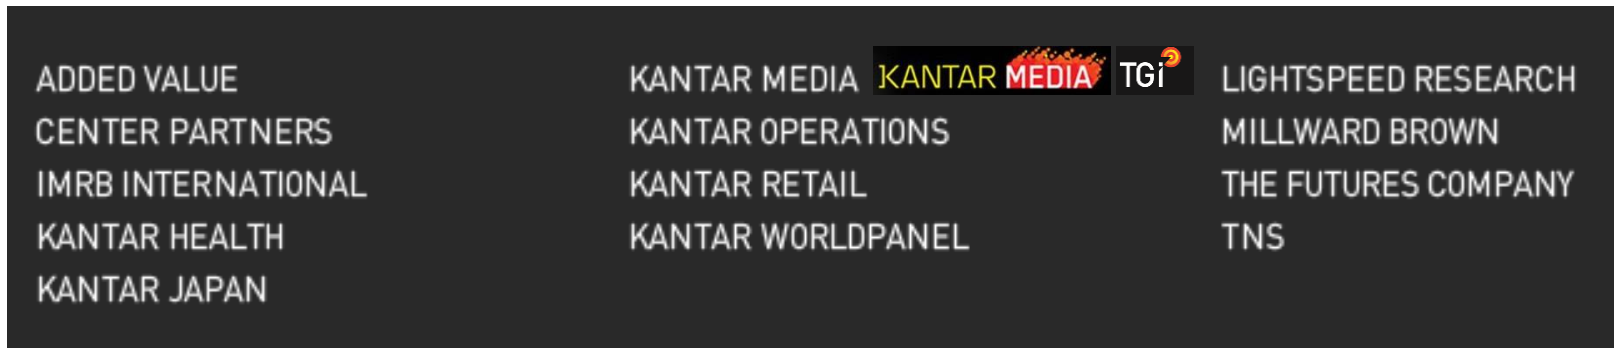 ADDED VALUE
CENTER PARTNERS
IMRB INTERNATIONAL
KANTAR HEALTH
KANTAR JAPAN
KANTAR MEDIA KANTAR MEDIA TGi
KANTAR OPERATIONS
KANTAR RETAIL
KANTAR WORLDPANEL
LIGHTSPEED RESEARCH
MILLWARD BROWN
THE FUTURES COMPANY
TNS